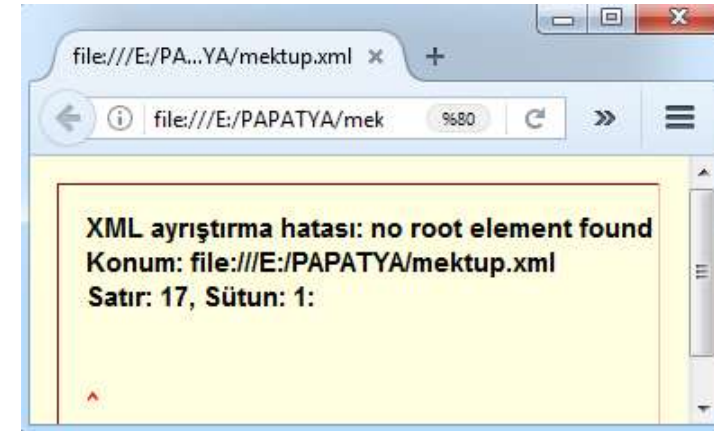 file:///E:/PA...YA/mektup.xml
file:///E:/PAPATYA/mek %80
XML ayrıştırma hatası: no root element found
Konum: file:///E:/PAPATYA/mektup.xml
Satır: 17, Sütun: 1:
^